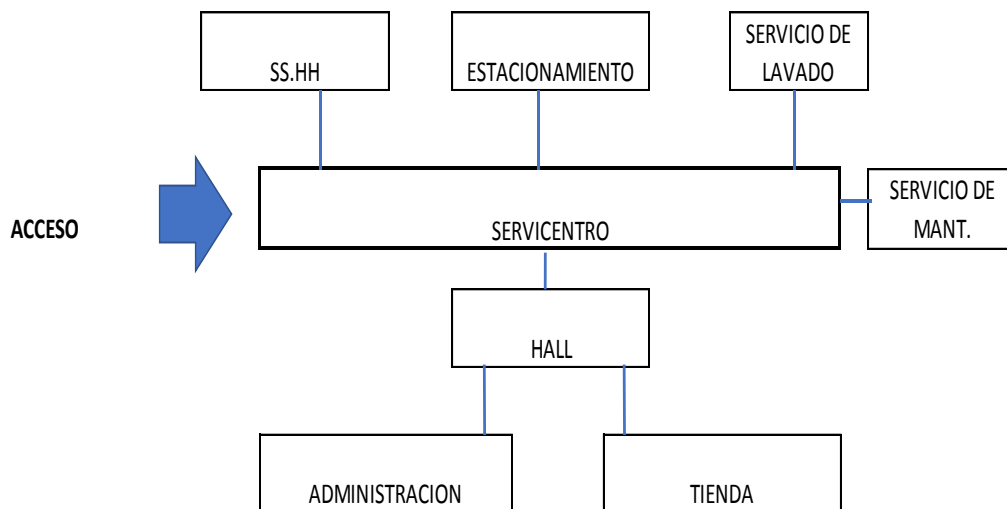 SS.HH
ESTACIONAMIENTO
SERVICIO DE
LAVADO
ACCESO
SERVICENTRO
SERVICIO DE
MANT.
HALL
ADMINISTRACION
TIENDA